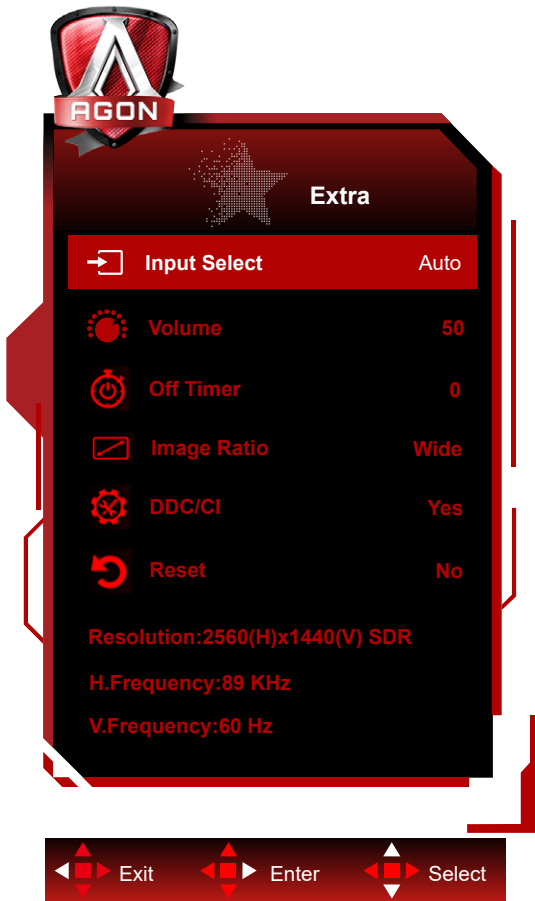 AGON
Extra
Input Select Auto
Volume 50
Off Timer 0
Image Ratio Wide
DDC/CI Yes
Reset No
Resolution:2560(H)x1440(V) SDR
H.Frequency:89 KHz
V.Frequency:60 Hz
Exit Enter Select